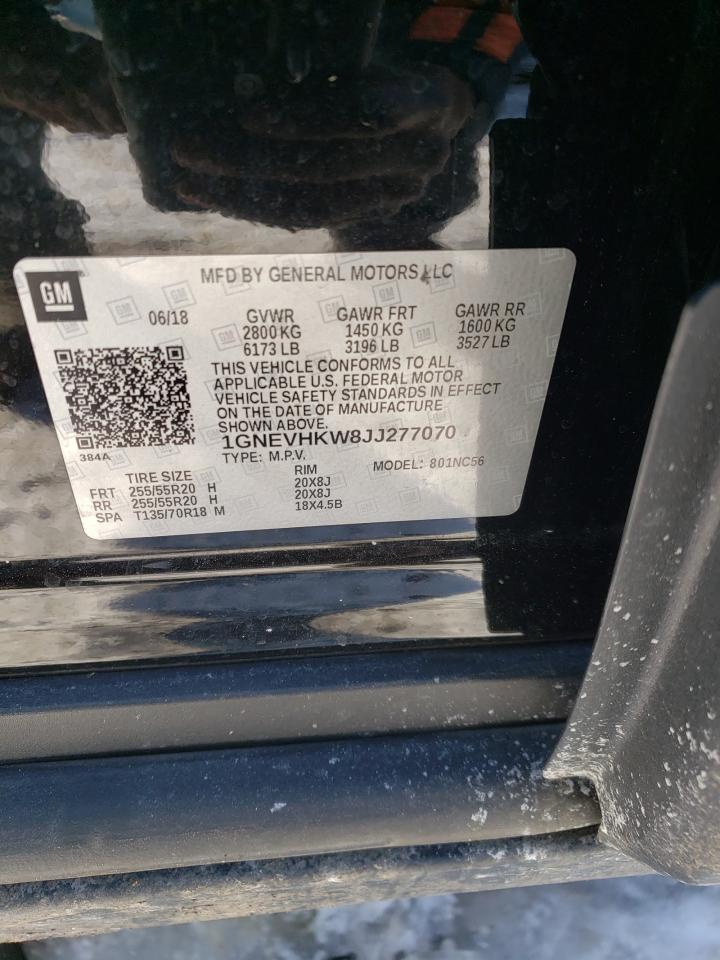 GM
MFD BY GENERAL MOTORS LLC
06/18 GVWR GAWR FRT GAWR RR
2800 KG 1450 KG 1600 KG
6173 LB 3196 LB 3527 LB
THIS VEHICLE CONFORMS TO ALL
APPLICABLE U.S. FEDERAL MOTOR
VEHICLE SAFETY STANDARDS IN EFFECT
ON THE DATE OF MANUFACTURE
SHOWN ABOVE.
1GNEVHKW8JJ277070
384A
TYPE: M.P.V. MODEL: 801NC56
TIRE SIZE RIM
FRT 255/55R20 H 20X8J
RR 255/55R20 H 20X8J
SPA T135/70R18 M 18X4.5B